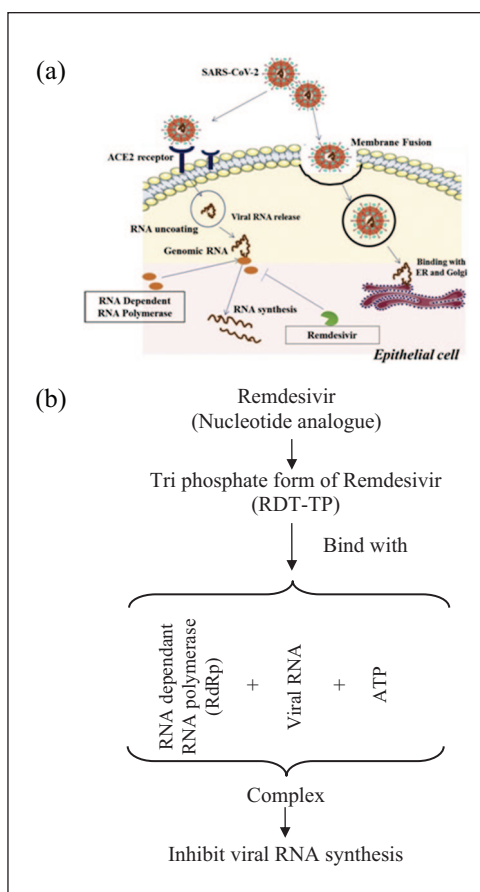 (a)
SARS-CoV-2
ACE2 receptor
Membrane Fusion
RNA uncoating
Viral RNA release
Genomic RNA
Binding with
ER and Golgi
RNA Dependent
RNA Polymerase
RNA synthesis
Remdesivir
Epithelial cell
(b)
Remdesivir
(Nucleotide analogue)
Tri phosphate form of Remdesivir
(RDT-TP)
Bind with
RNA dependant
RNA polymerase
(RdRp)
+
Viral RNA
+
ATP
Complex
Inhibit viral RNA synthesis